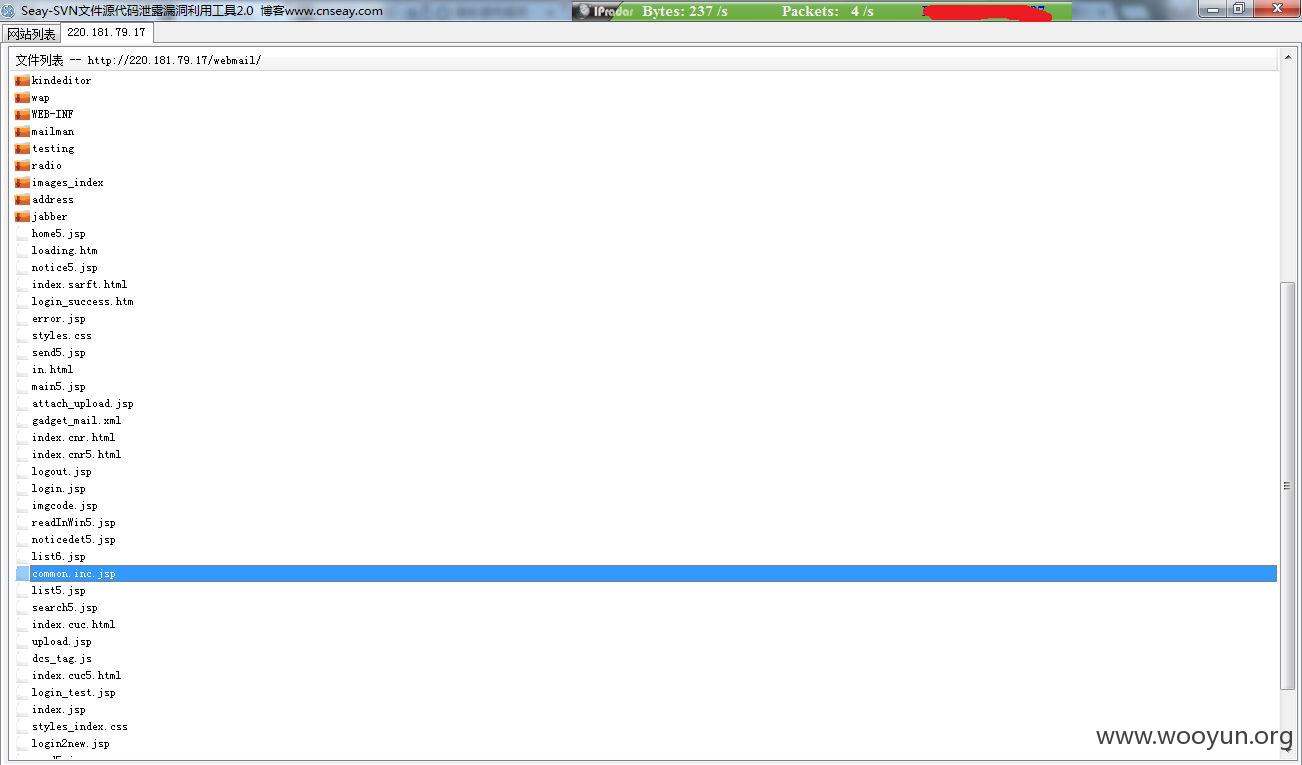 Seay-SVN文件源代码泄露漏洞利用工具2.0 博客www.cnseay.com
IPradar Bytes: 237 /s Packets: 4 /s
网站列表 220.181.79.17
文件列表 -- http://220.181.79.17/webmail/
kindeditor
wap
WEB-INF
mailman
testing
radio
images_index
address
jabber
home5.jsp
loading.htm
notice5.jsp
index.sarft.html
login_success.htm
error.jsp
styles.css
send5.jsp
in.html
main5.jsp
attach_upload.jsp
gadget_mail.xml
index.cnr.html
index.cnr5.html
logout.jsp
login.jsp
imgcode.jsp
readInWin5.jsp
noticedet5.jsp
list6.jsp
common.inc.jsp
list5.jsp
search5.jsp
index.cuc.html
upload.jsp
dcs_tag.js
index.cuc5.html
login_test.jsp
index.jsp
styles_index.css
login2new.jsp
www.wooyun.org